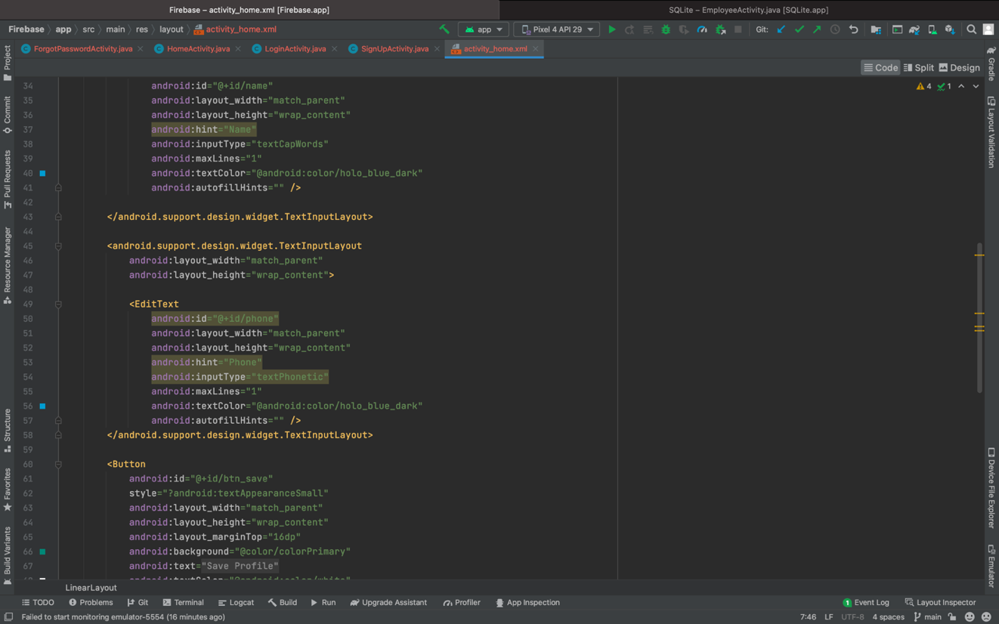 Firebase – activity_home.xml [Firebase.app]
SQLite – EmployeeActivity.java [SQLite.app]
Firebase app src main res layout activity_home.xml
app
Pixel 4 API 29
Git:
ForgotPasswordActivity.java
HomeActivity.java
LoginActivity.java
SignUpActivity.java
activity_home.xml
Code
Split
Design
4
1
Project
Commit
Pull Requests
Resource Manager
Structure
Favorites
Build Variants
34 android:id="@+id/name"
35 android:layout_width="match_parent"
36 android:layout_height="wrap_content"
37 android:hint="Name"
38 android:inputType="textCapWords"
39 android:maxLines="1"
40 android:textColor="@android:color/holo_blue_dark"
41 android:autofillHints="" />
42
43 </android.support.design.widget.TextInputLayout>
44
45 <android.support.design.widget.TextInputLayout
46 android:layout_width="match_parent"
47 android:layout_height="wrap_content">
48
49 <EditText
50 android:id="@+id/phone"
51 android:layout_width="match_parent"
52 android:layout_height="wrap_content"
53 android:hint="Phone"
54 android:inputType="textPhonetic"
55 android:maxLines="1"
56 android:textColor="@android:color/holo_blue_dark"
57 android:autofillHints="" />
58 </android.support.design.widget.TextInputLayout>
59
60 <Button
61 android:id="@+id/btn_save"
62 style="?android:textAppearanceSmall"
63 android:layout_width="match_parent"
64 android:layout_height="wrap_content"
65 android:layout_marginTop="16dp"
66 android:background="@color/colorPrimary"
67 android:text="Save Profile"
68 android:textColor="@android:color/white"
Gradle
Layout Validation
Device File Explorer
Emulator
LinearLayout
TODO
Problems
Git
Terminal
Logcat
Build
Run
Upgrade Assistant
Profiler
App Inspection
1 Event Log
Layout Inspector
Failed to start monitoring emulator-5554 (16 minutes ago)
7:46
LF
UTF-8
4 spaces
main